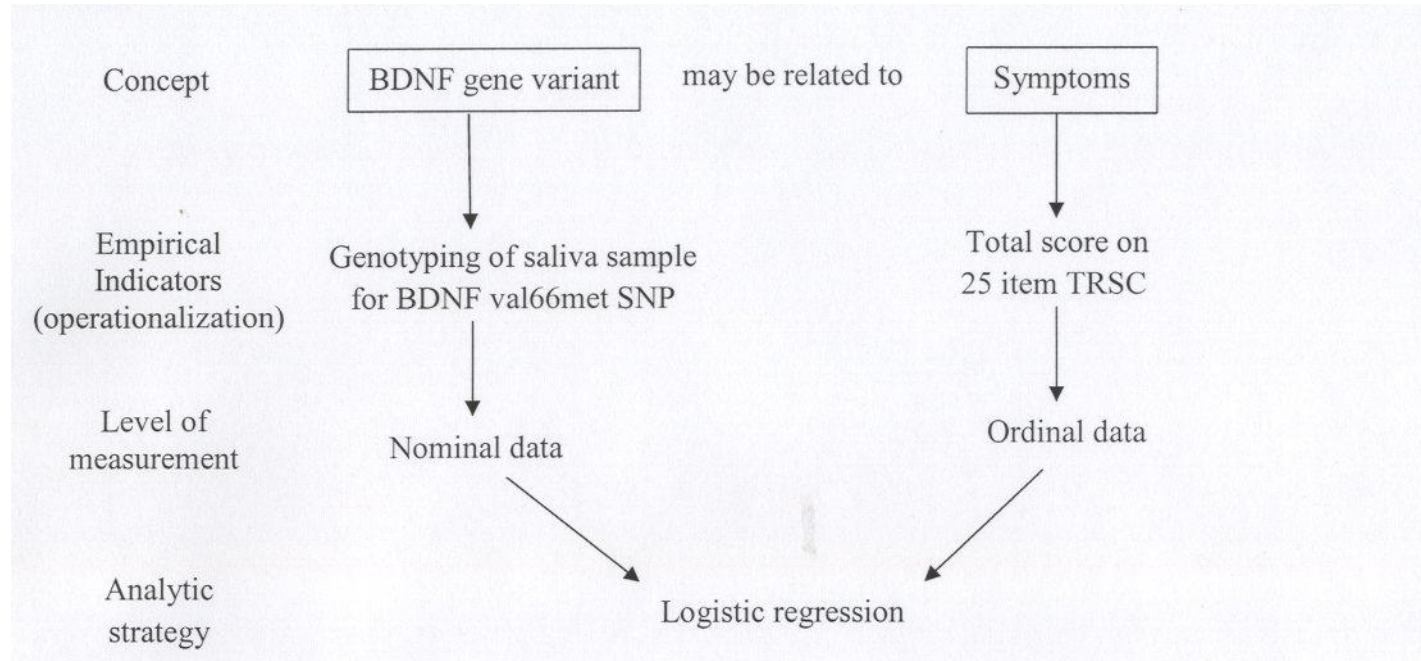 Concept
BDNF gene variant
may be related to
Symptoms
Empirical
Indicators
(operationalization)
Genotyping of saliva sample
for BDNF val66met SNP
Total score on
25 item TRSC
Level of
measurement
Nominal data
Ordinal data
Analytic
strategy
Logistic regression